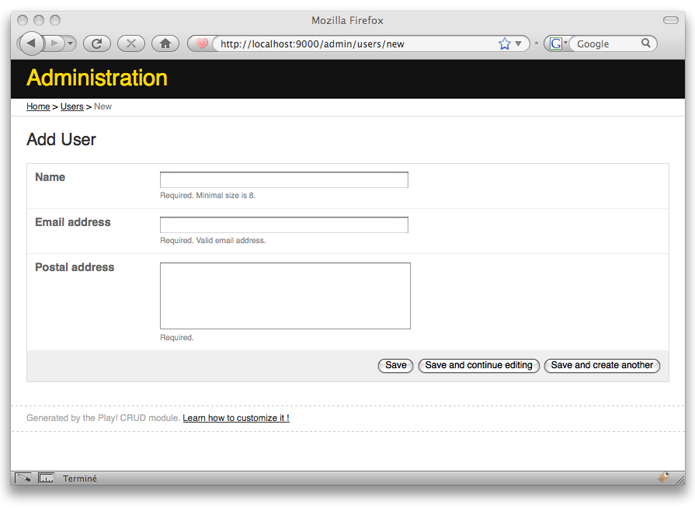 Mozilla Firefox
http://localhost:9000/admin/users/new
Google
Administration
Home > Users > New
Add User
Name
Required. Minimal size is 8.
Email address
Required. Valid email address.
Postal address
Required.
Save Save and continue editing Save and create another
Generated by the Play! CRUD module. Learn how to customize it !
Terminé